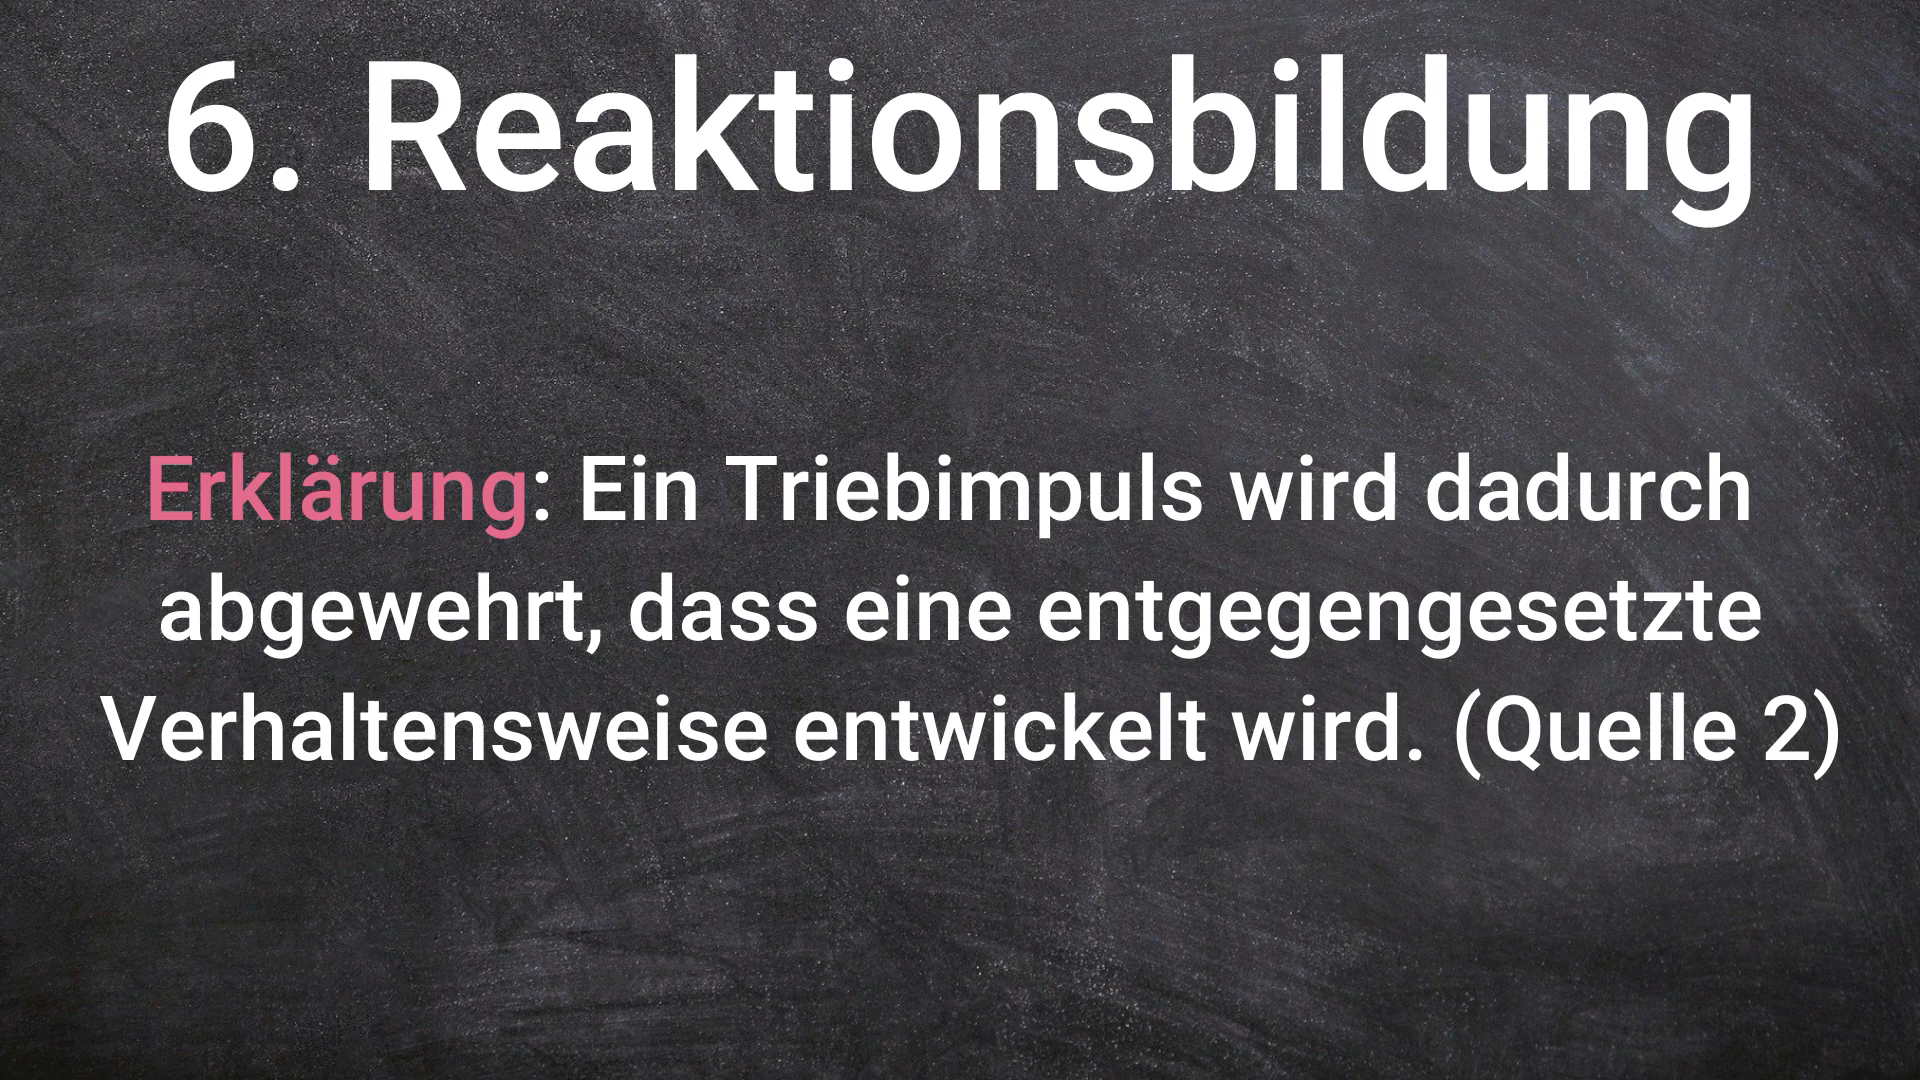 6. Reaktionsbildung
Erklärung: Ein Triebimpuls wird dadurch
abgewehrt, dass eine entgegengesetzte
Verhaltensweise entwickelt wird. (Quelle 2)